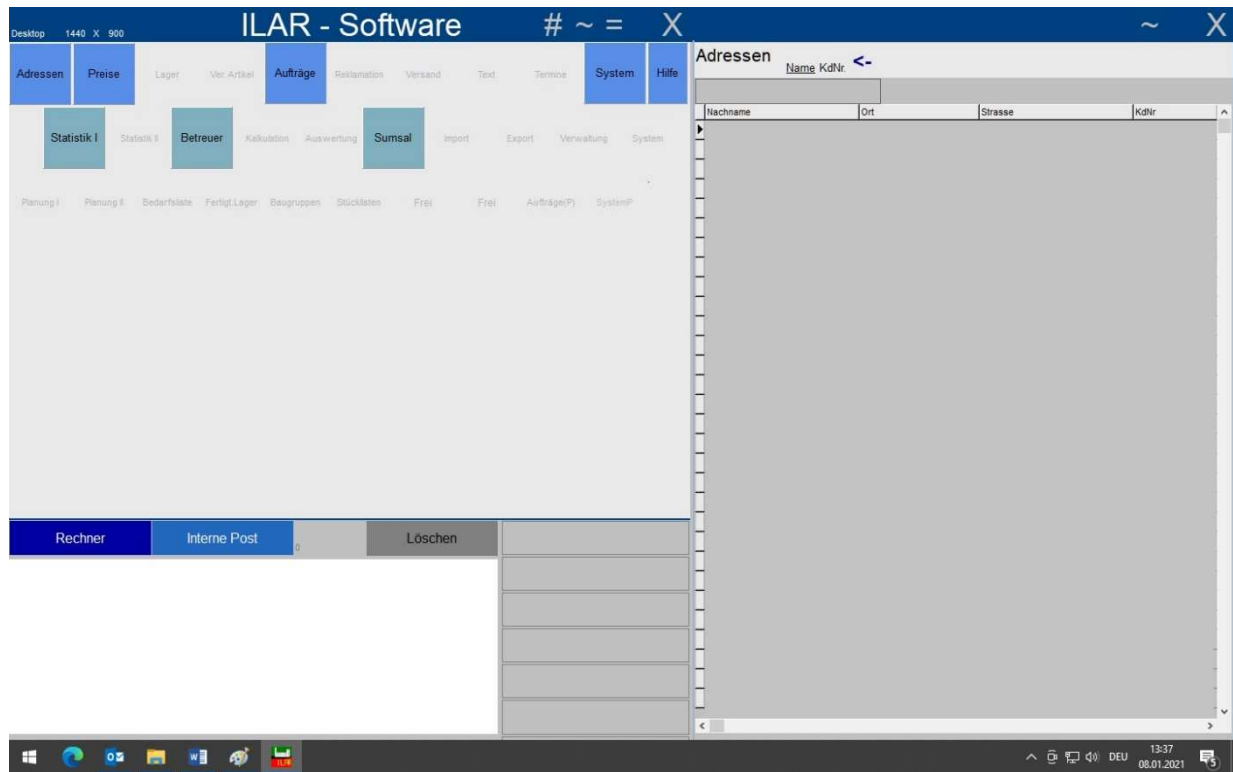 Desktop 1440 X 900 ILAR - Software # ~ = X ~ X
Adressen Preise Lager Ver.Artikel Aufträge Reklamation Versand Text Termine System Hilfe
Statistik I Statistik II Betreuer Kalkulation Auswertung Sumsal Import Export Verwaltung System
Planung I Planung II Bedarfsliste Fertigt.Lager Baugruppen Stücklisten Frei Frei Aufträge(P) SystemP
Rechner Interne Post 0 Löschen
Adressen Name KdNr. <-
Nachname Ort Strasse KdNr
DEU 13:37
08.01.2021
5